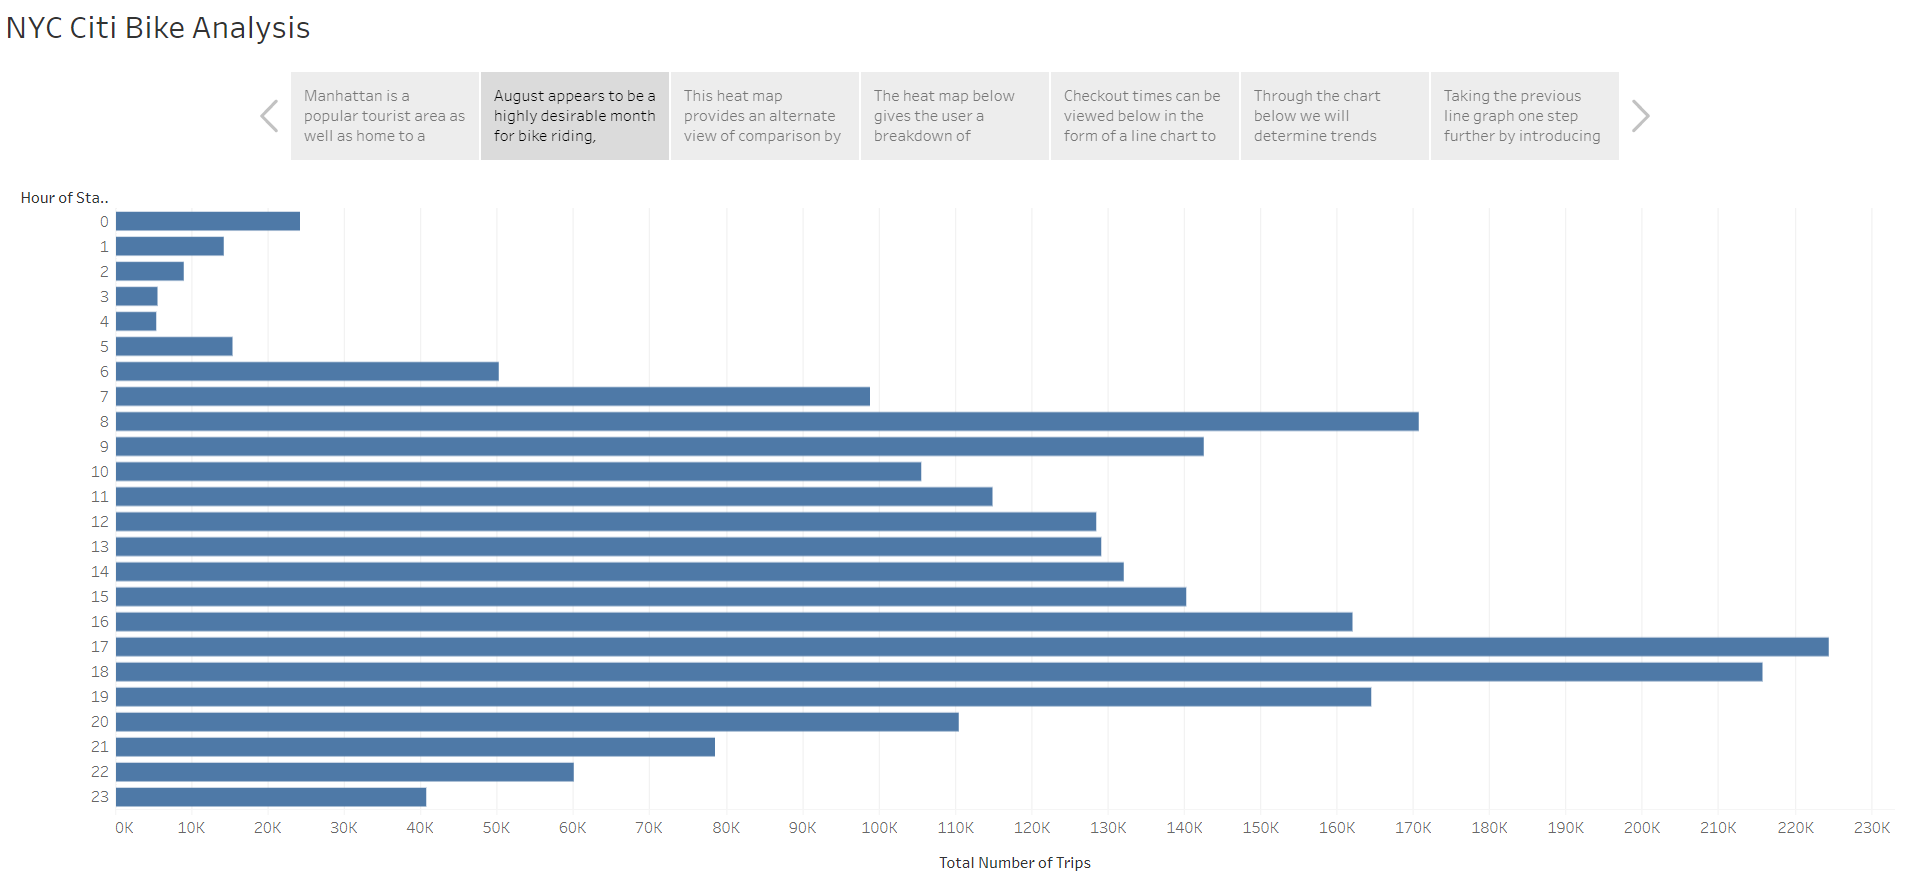 NYC Citi Bike Analysis
Manhattan is a
popular tourist area as
well as home to a
August appears to be a
highly desirable month
for bike riding,
This heat map
provides an alternate
view of comparison by
The heat map below
gives the user a
breakdown of
Checkout times can be
viewed below in the
form of a line chart to
Through the chart
below we will
determine trends
Taking the previous
line graph one step
further by introducing
Hour of Sta..
0
1
2
3
4
5
6
7
8
9
10
11
12
13
14
15
16
17
18
19
20
21
22
23
0K 10K 20K 30K 40K 50K 60K 70K 80K 90K 100K 110K 120K 130K 140K 150K 160K 170K 180K 190K 200K 210K 220K 230K
Total Number of Trips